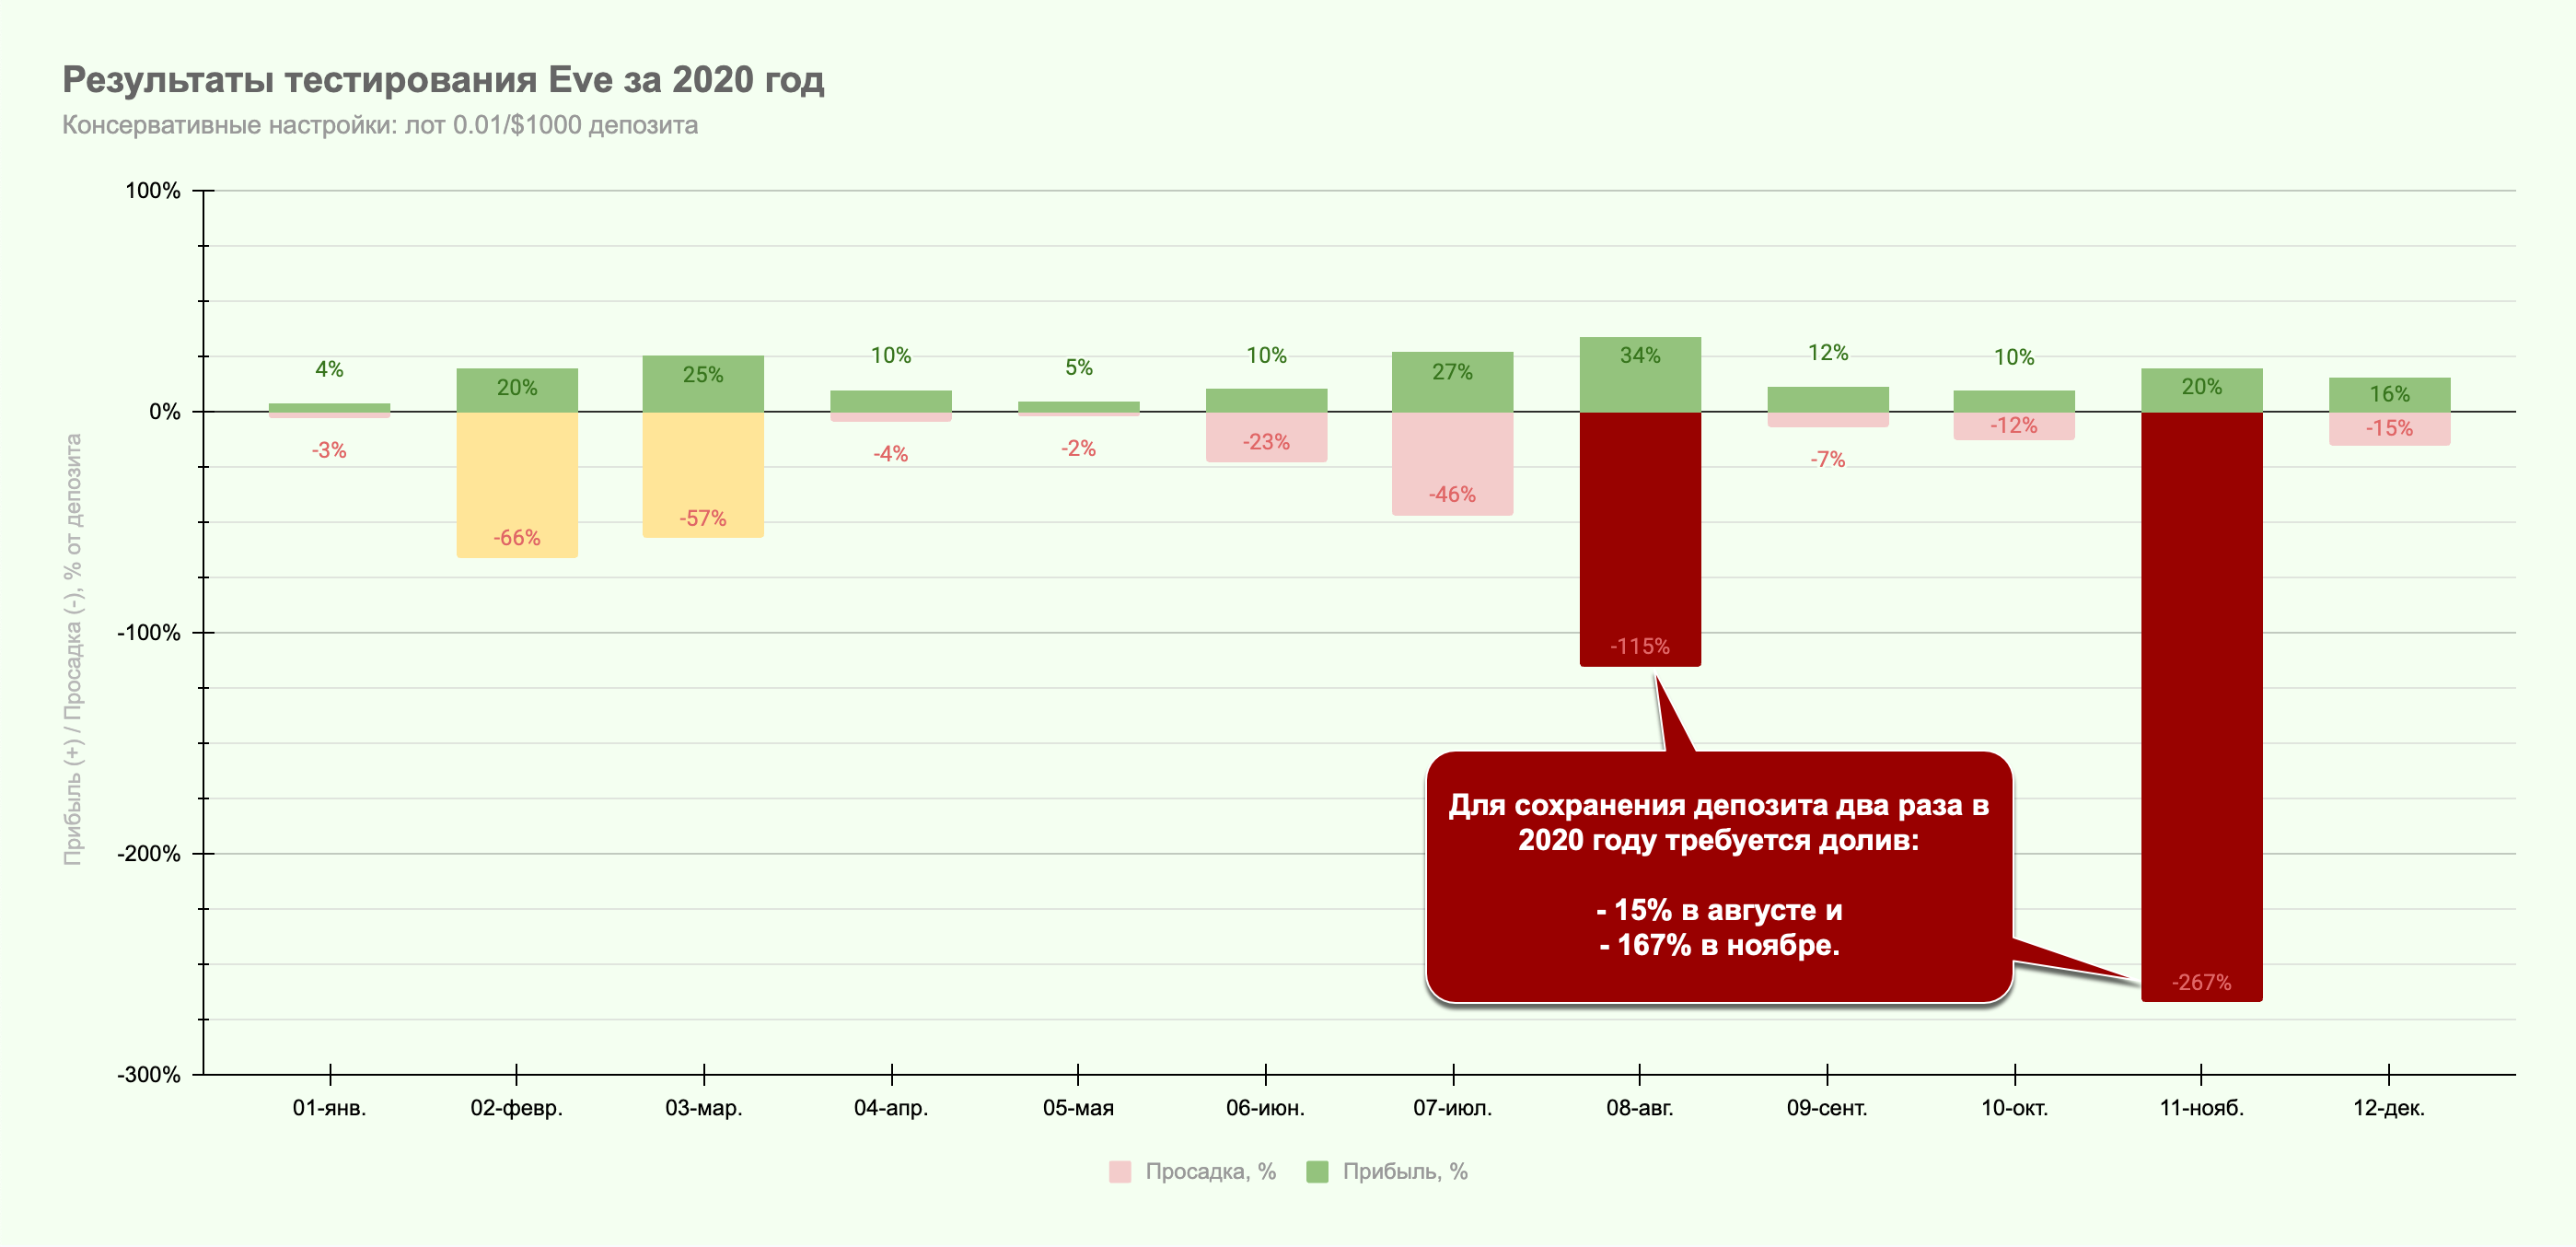 Результаты тестирования Eve за 2020 год
Консервативные настройки: лот 0.01/$1000 депозита
Прибыль (+) / Просадка (-), % от депозита
100%
0%
-100%
-200%
-300%
4%
20%
25%
10%
5%
10%
27%
34%
12%
10%
20%
16%
-3%
-66%
-57%
-4%
-2%
-23%
-46%
-115%
-7%
-12%
-267%
-15%
Для сохранения депозита два раза в
2020 году требуется долив:
- 15% в августе и
- 167% в ноябре.
01-янв.
02-февр.
03-мар.
04-апр.
05-мая
06-июн.
07-июл.
08-авг.
09-сент.
10-окт.
11-нояб.
12-дек.
Просадка, %
Прибыль, %